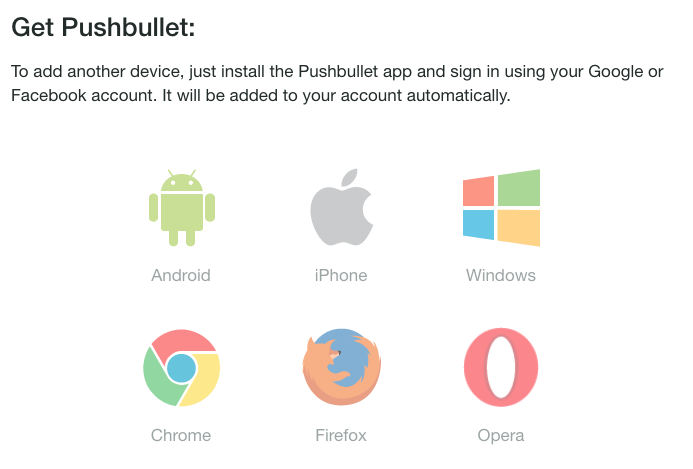 Get Pushbullet:
To add another device, just install the Pushbullet app and sign in using your Google or
Facebook account. It will be added to your account automatically.
Android
iPhone
Windows
Chrome
Firefox
Opera